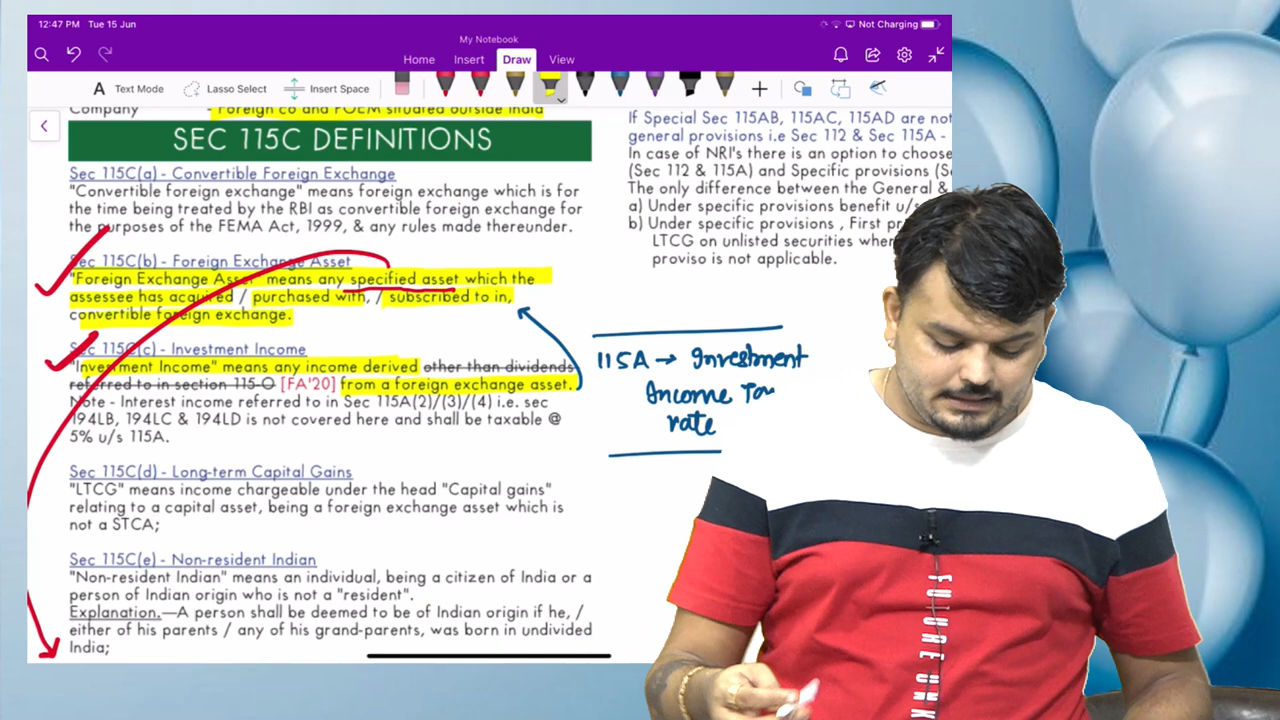 12:47 PM Tue 15 Jun
Not Charging
My Notebook
Home Insert Draw View
Text Mode Lasso Select Insert Space
Company - Foreign co and POEM situated outside India
SEC 115C DEFINITIONS
Sec 115C(a) - Convertible Foreign Exchange
"Convertible foreign exchange" means foreign exchange which is for
the time being treated by the RBI as convertible foreign exchange for
the purposes of the FEMA Act, 1999, & any rules made thereunder.
Sec 115C(b) - Foreign Exchange Asset
"Foreign Exchange Asset" means any specified asset which the
assessee has acquired / purchased with, / subscribed to in,
convertible foreign exchange.
Sec 115C(c) - Investment Income
"Investment Income" means any income derived other than dividends
referred to in section 115-O [FA'20] from a foreign exchange asset.
Note - Interest income referred to in Sec 115A(2)/(3)/(4) i.e. sec
194LB, 194LC & 194LD is not covered here and shall be taxable @
5% u/s 115A.
Sec 115C(d) - Long-term Capital Gains
"LTCG" means income chargeable under the head "Capital gains"
relating to a capital asset, being a foreign exchange asset which is
not a STCA;
Sec 115C(e) - Non-resident Indian
"Non-resident Indian" means an individual, being a citizen of India or a
person of Indian origin who is not a "resident".
Explanation.—A person shall be deemed to be of Indian origin if he, /
either of his parents / any of his grand-parents, was born in undivided
India;
If Special Sec 115AB, 115AC, 115AD are not
general provisions i.e Sec 112 & Sec 115A -
In case of NRI's there is an option to choose
(Sec 112 & 115A) and Specific provisions
The only difference between the General &
a) Under specific provisions benefit
b) Under specific provisions , First
LTCG on unlisted securities
proviso is not applicable.
115A → Investment
Income
rate
FUTURE